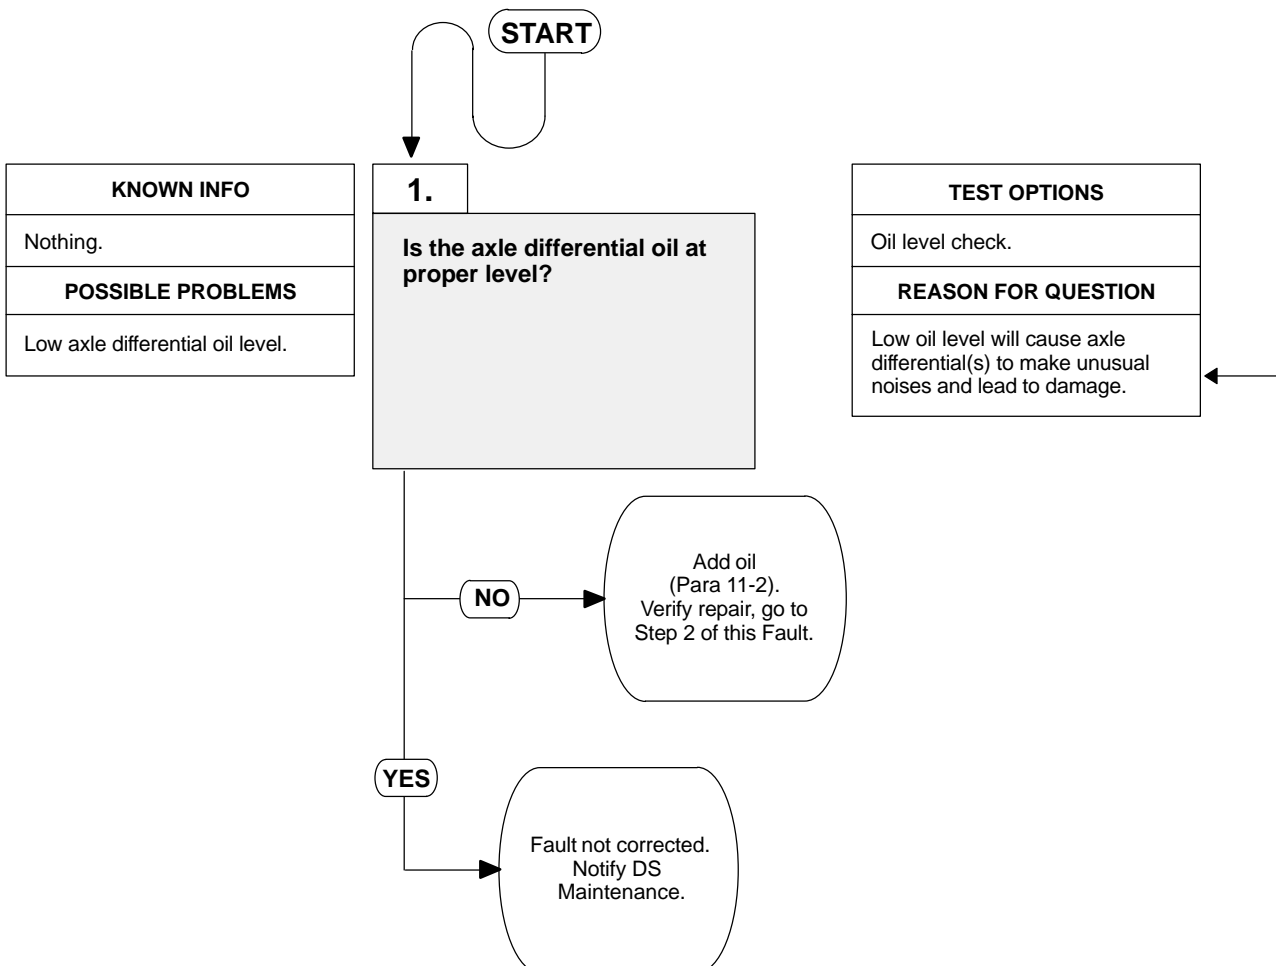 START
KNOWN INFO
Nothing.
POSSIBLE PROBLEMS
Low axle differential oil level.
1.
Is the axle differential oil at
proper level?
TEST OPTIONS
Oil level check.
REASON FOR QUESTION
Low oil level will cause axle
differential(s) to make unusual
noises and lead to damage.
NO
Add oil
(Para 11-2).
Verify repair, go to
Step 2 of this Fault.
YES
Fault not corrected.
Notify DS
Maintenance.